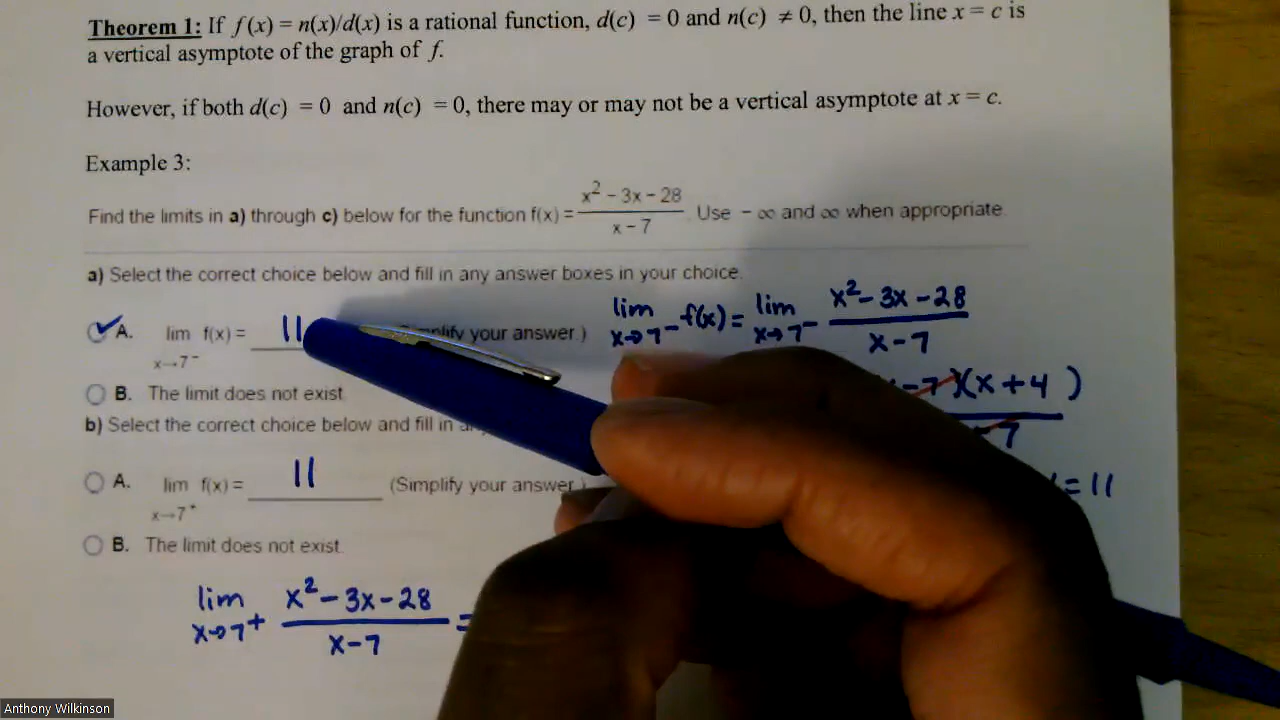 Theorem 1: If f(x) = n(x)/d(x) is a rational function, d(c) = 0 and n(c) ≠ 0, then the line x = c is
a vertical asymptote of the graph of f.
However, if both d(c) = 0 and n(c) = 0, there may or may not be a vertical asymptote at x = c.
Example 3:
Find the limits in a) through c) below for the function f(x) = x² - 3x - 28 / x - 7. Use - ∞ and ∞ when appropriate.
a) Select the correct choice below and fill in any answer boxes in your choice.
✓ A. lim f(x) = 11 your answer.)
x→7⁻
lim x→7⁻ f(x) = lim x→7⁻ x² - 3x - 28 / x - 7
-7)(x + 4)
-7
= 11
B. The limit does not exist.
b) Select the correct choice below and fill in
A. lim f(x) = 11 (Simplify your answer.)
x→7⁺
B. The limit does not exist.
lim x→7⁺ x² - 3x - 28 / x - 7 =
Anthony Wilkinson